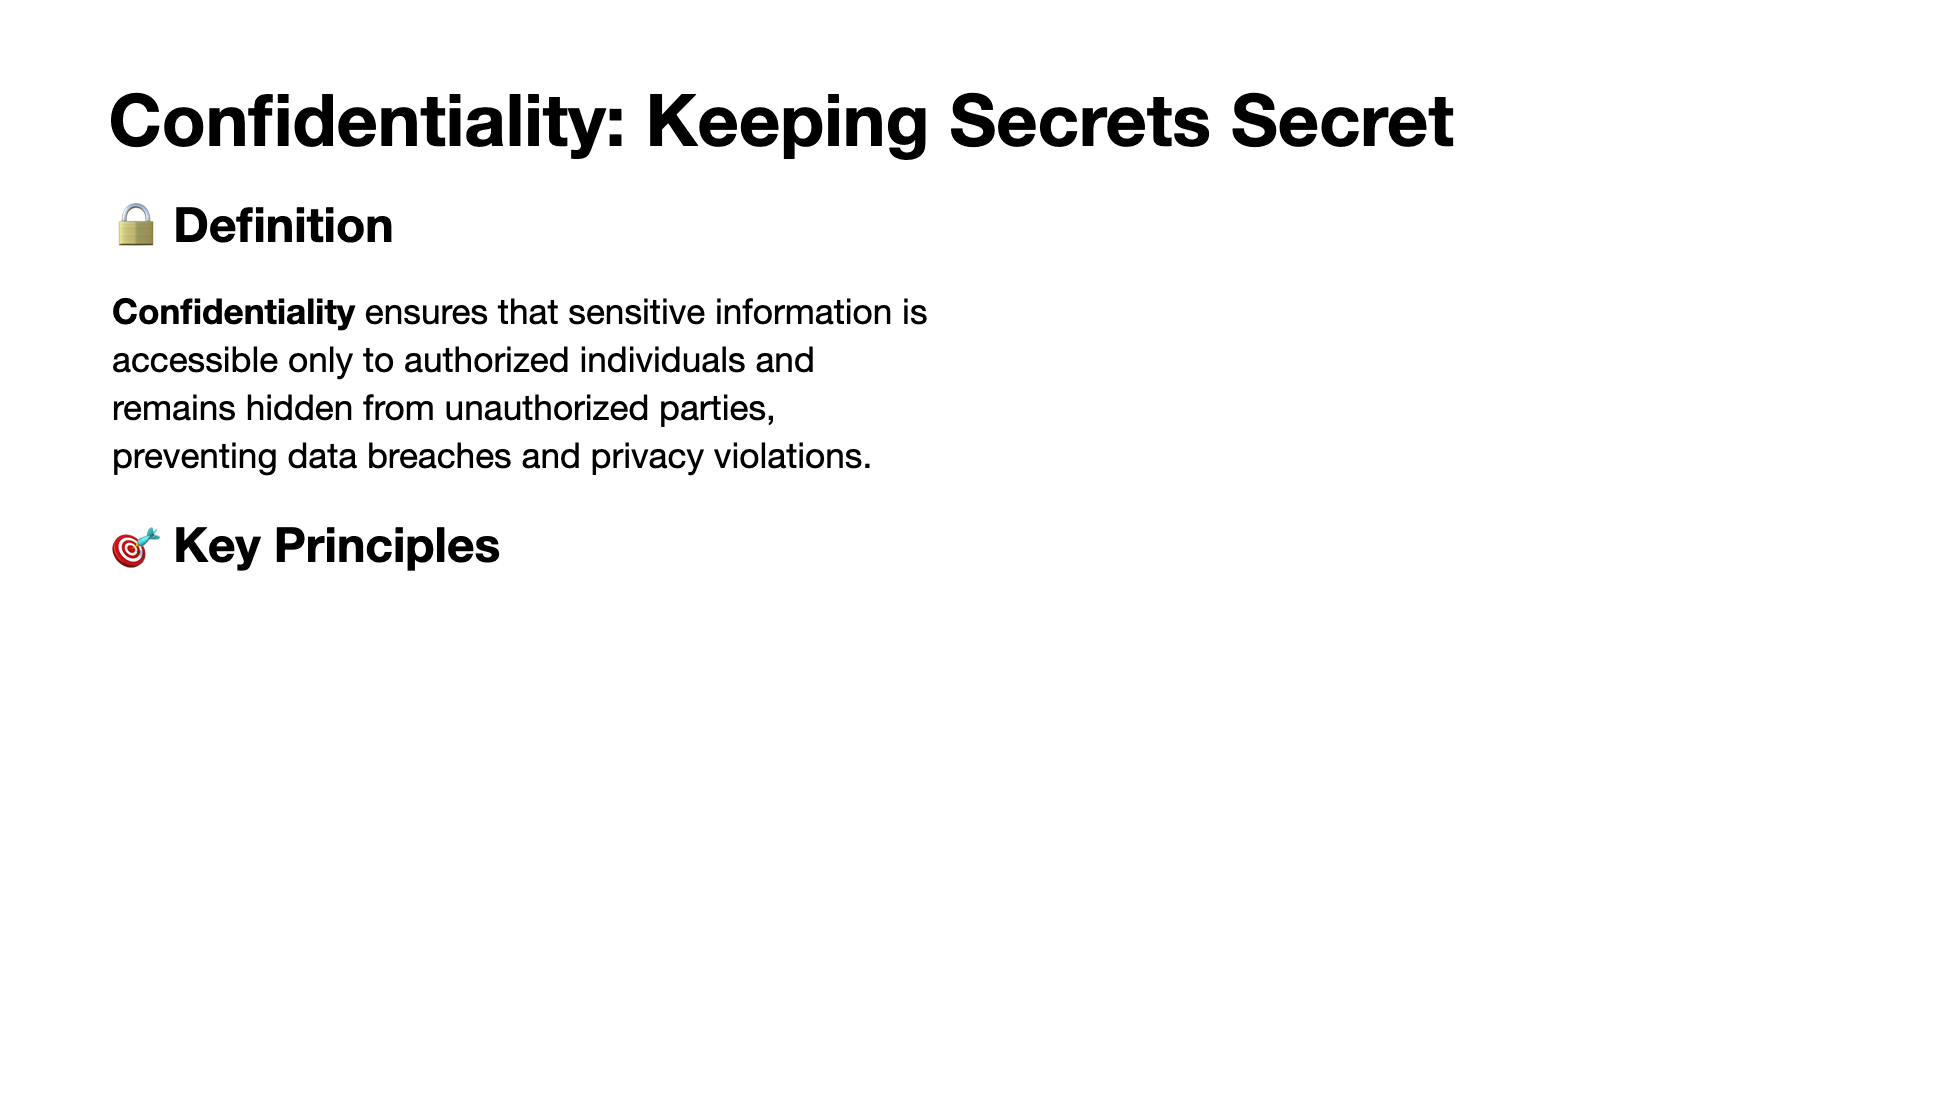 Confidentiality: Keeping Secrets Secret
🔒 Definition
Confidentiality ensures that sensitive information is
accessible only to authorized individuals and
remains hidden from unauthorized parties,
preventing data breaches and privacy violations.
🎯 Key Principles